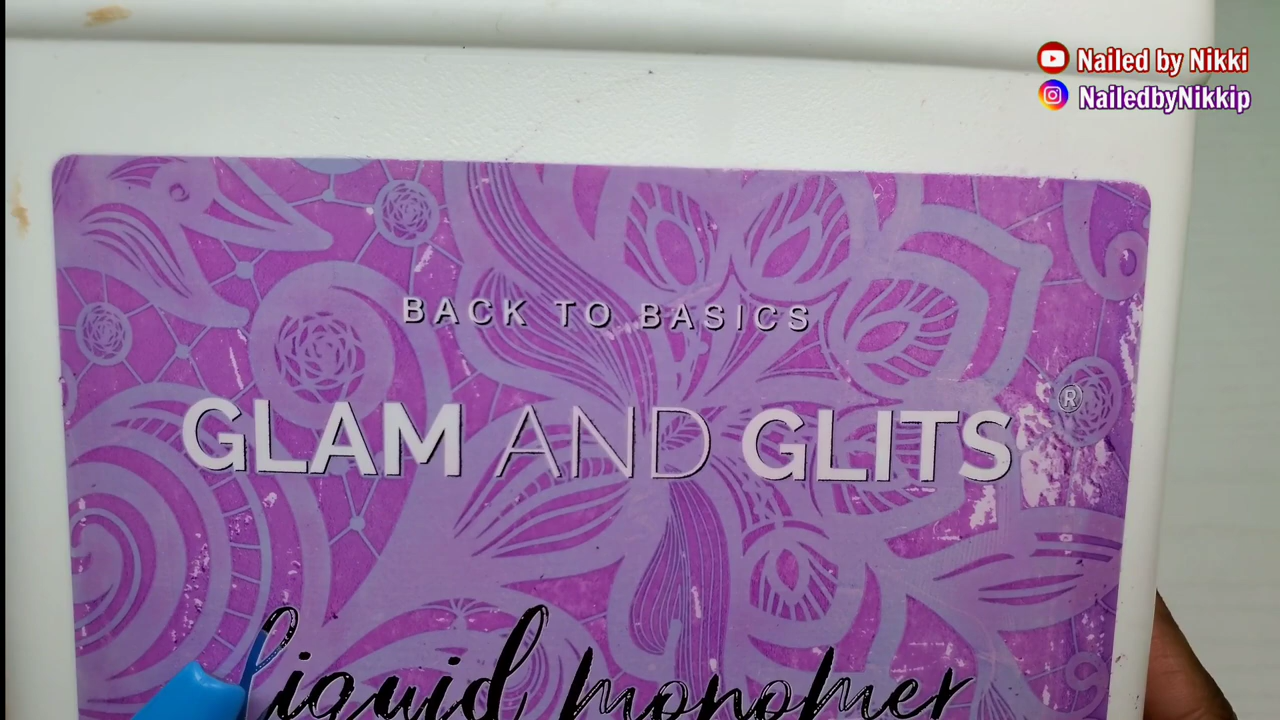 Nailed by Nikki
NailedbyNikkip
BACK TO BASICS
GLAM AND GLITS®
liquid monomer